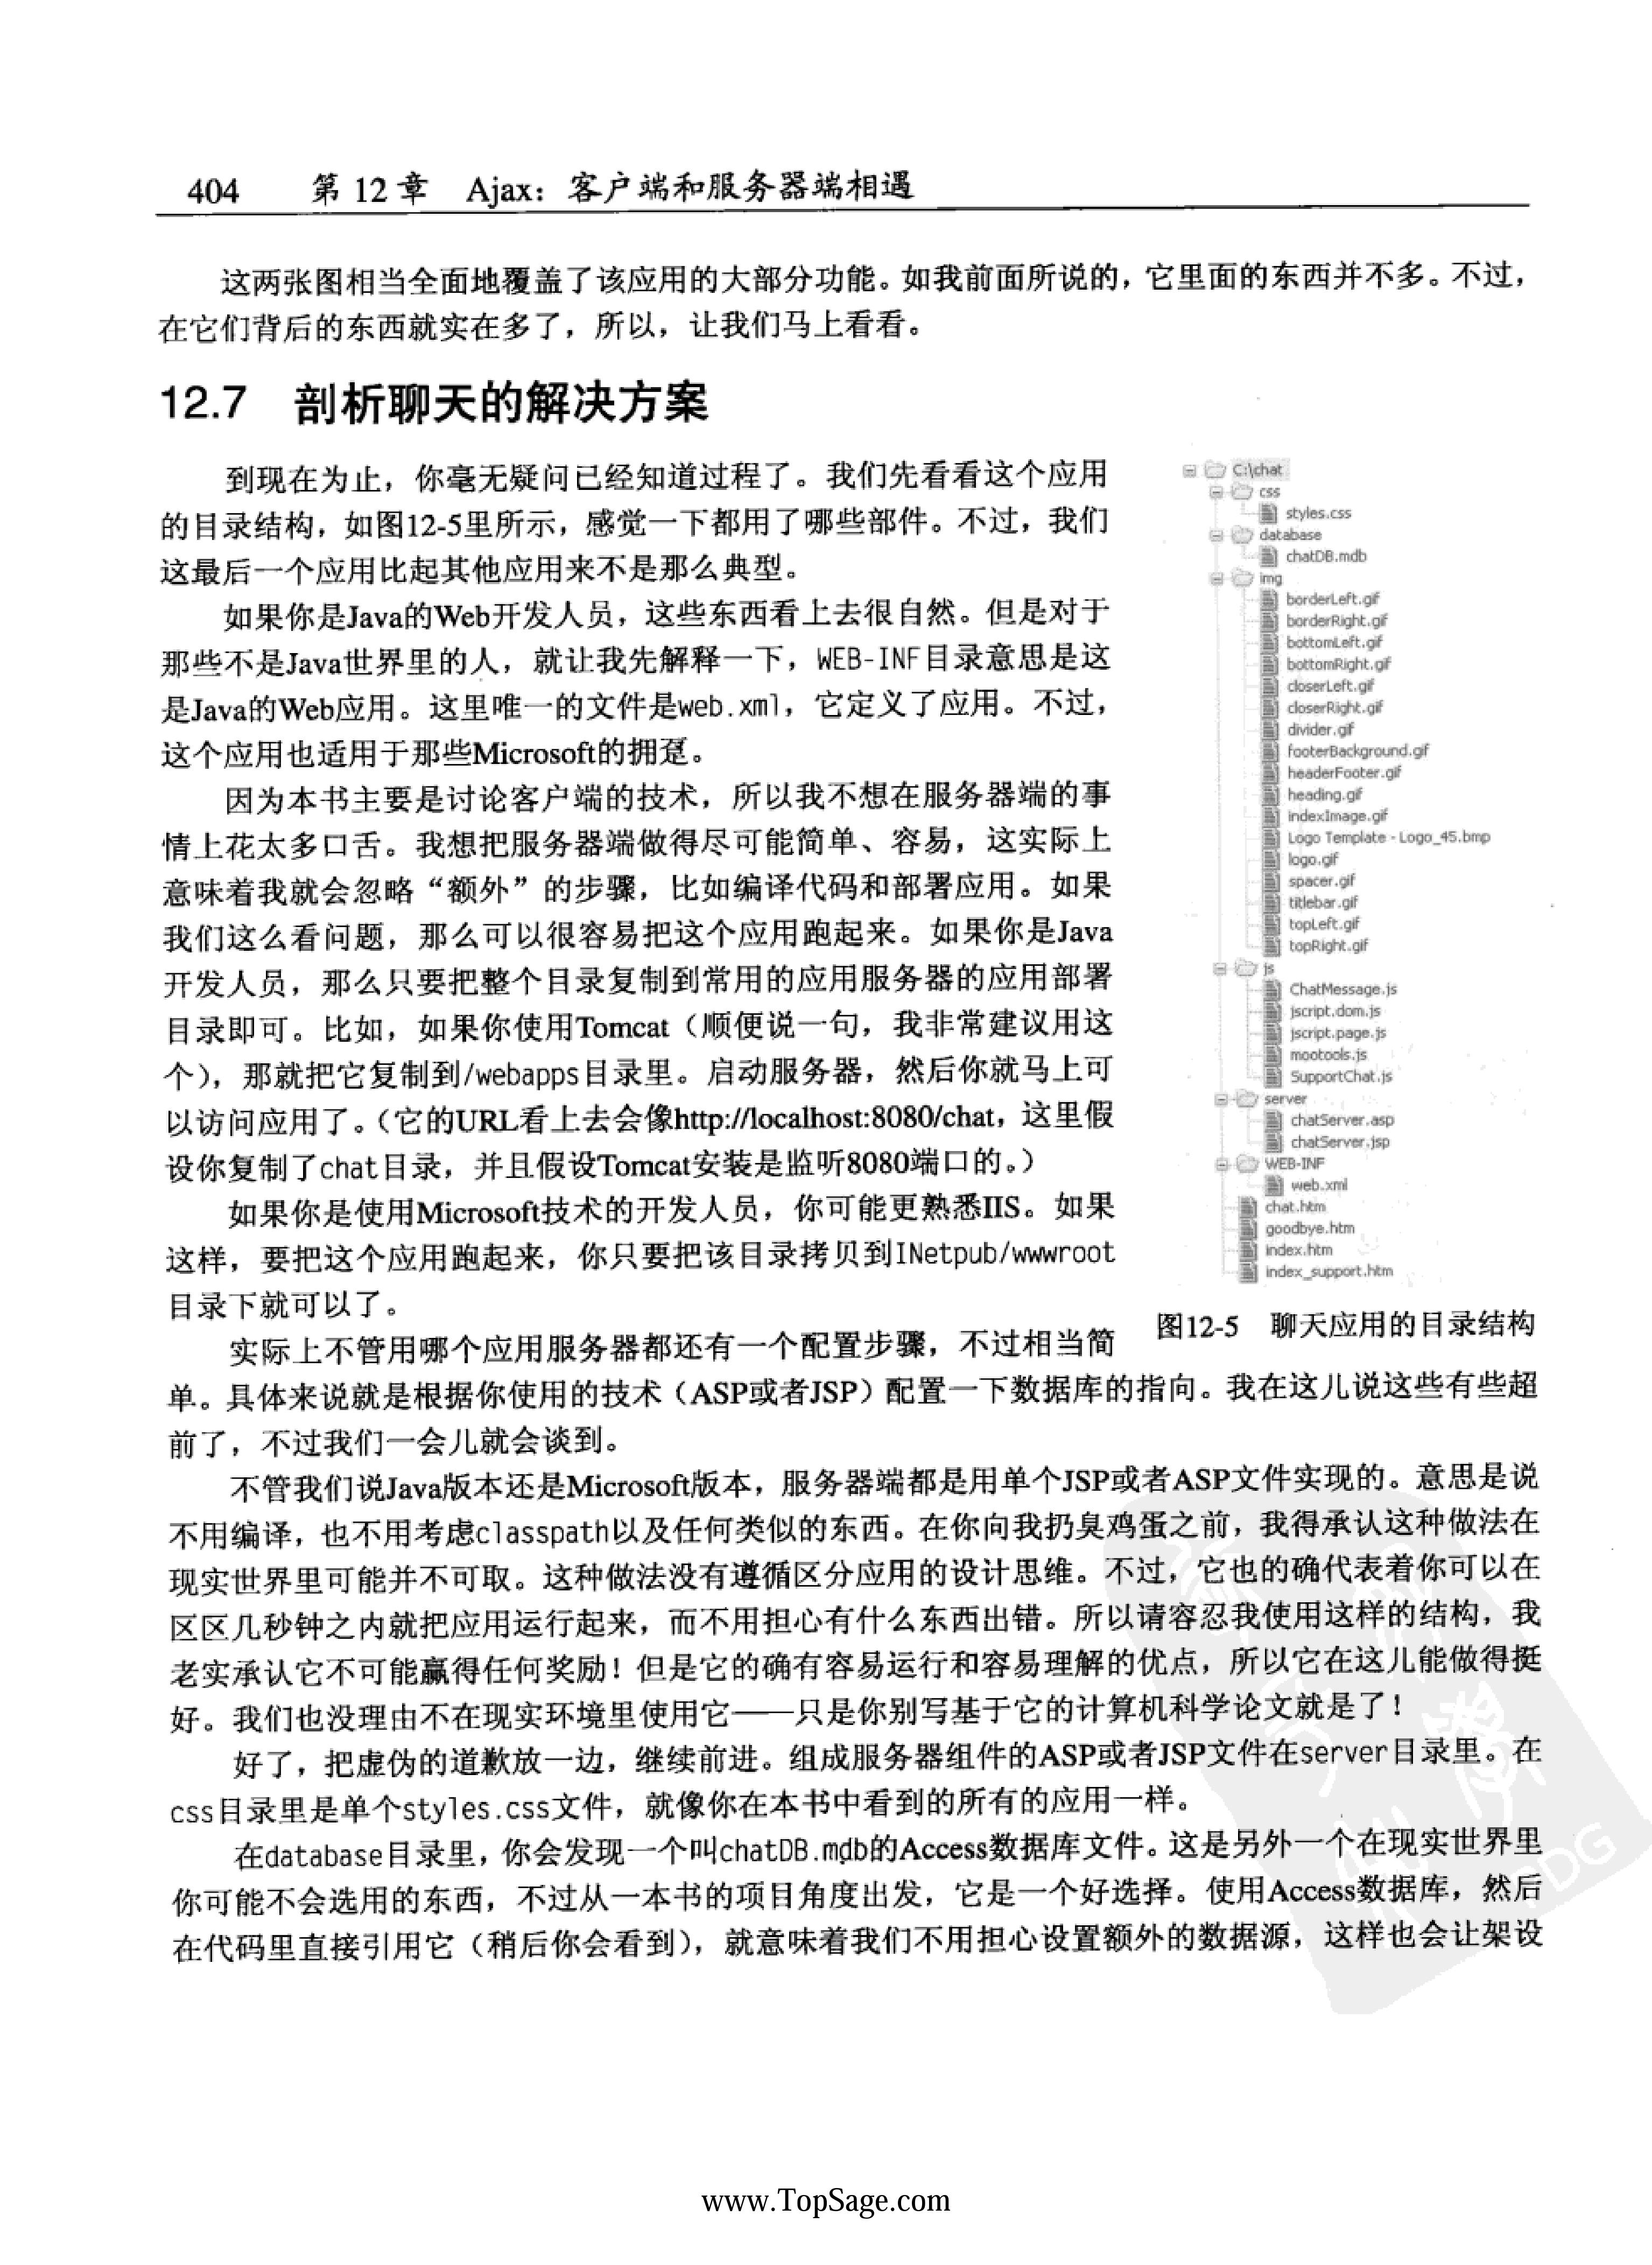 404 第 12 章 Ajax：客户端和服务器端相遇
这两张图相当全面地覆盖了该应用的大部分功能。如我前面所说的，它里面的东西并不多。不过，
在它们背后的东西就实在多了，所以，让我们马上看看。
12.7 剖析聊天的解决方案
到现在为止，你毫无疑问已经知道过程了。我们先看看这个应用
的目录结构，如图12-5里所示，感觉一下都用了哪些部件。不过，我们
这最后一个应用比起其他应用来不是那么典型。
如果你是Java的Web开发人员，这些东西看上去很自然。但是对于
那些不是Java世界里的人，就让我先解释一下，WEB-INF目录意思是这
是Java的Web应用。这里唯一的文件是web.xml，它定义了应用。不过，
这个应用也适用于那些Microsoft的拥趸。
因为本书主要是讨论客户端的技术，所以我不想在服务器端的事
情上花太多口舌。我想把服务器端做得尽可能简单、容易，这实际上
意味着我就会忽略“额外”的步骤，比如编译代码和部署应用。如果
我们这么看问题，那么可以很容易把这个应用跑起来。如果你是Java
开发人员，那么只要把整个目录复制到常用的应用服务器的应用部署
目录即可。比如，如果你使用Tomcat（顺便说一句，我非常建议用这
个），那就把它复制到/webapps目录里。启动服务器，然后你就马上可
以访问应用了。（它的URL看上去会像http://localhost:8080/chat，这里假
设你复制了chat目录，并且假设Tomcat安装是监听8080端口的。）
如果你是使用Microsoft技术的开发人员，你可能更熟悉IIS。如果
这样，要把这个应用跑起来，你只要把该目录拷贝到INetpub/wwwroot
目录下就可以了。
C:\chat
css
styles.css
database
chatDB.mdb
img
borderLeft.gif
borderRight.gif
bottomLeft.gif
bottomRight.gif
closerLeft.gif
closerRight.gif
divider.gif
footerBackground.gif
headerFooter.gif
heading.gif
indexImage.gif
Logo Template - Logo_45.bmp
logo.gif
spacer.gif
titlebar.gif
topLeft.gif
topRight.gif
js
ChatMessage.js
jscript.dom.js
jscript.page.js
mootools.js
SupportChat.js
server
chatServer.asp
chatServer.jsp
WEB-INF
web.xml
chat.htm
goodbye.htm
index.htm
index_support.htm
图12-5 聊天应用的目录结构
实际上不管用哪个应用服务器都还有一个配置步骤，不过相当简
单。具体来说就是根据你使用的技术（ASP或者JSP）配置一下数据库的指向。我在这儿说这些有些超
前了，不过我们一会儿就会谈到。
不管我们说Java版本还是Microsoft版本，服务器端都是用单个JSP或者ASP文件实现的。意思是说
不用编译，也不用考虑classpath以及任何类似的东西。在你向我扔臭鸡蛋之前，我得承认这种做法在
现实世界里可能并不可取。这种做法没有遵循区分应用的设计思维。不过，它也的确代表着你可以在
区区几秒钟之内就把应用运行起来，而不用担心有什么东西出错。所以请容忍我使用这样的结构，我
老实承认它不可能赢得任何奖励！但是它的确有容易运行和容易理解的优点，所以它在这儿能做得挺
好。我们也没理由不在现实环境里使用它——只是你别写基于它的计算机科学论文就是了！
好了，把虚伪的道歉放一边，继续前进。组成服务器组件的ASP或者JSP文件在server目录里。在
css目录里是单个styles.css文件，就像你在本书中看到的所有的应用一样。
在database目录里，你会发现一个叫chatDB.mdb的Access数据库文件。这是另外一个在现实世界里
你可能不会选用的东西，不过从一本书的项目角度出发，它是一个好选择。使用Access数据库，然后
在代码里直接引用它（稍后你会看到），就意味着我们不用担心设置额外的数据源，这样也会让架设
PDG
www.TopSage.com